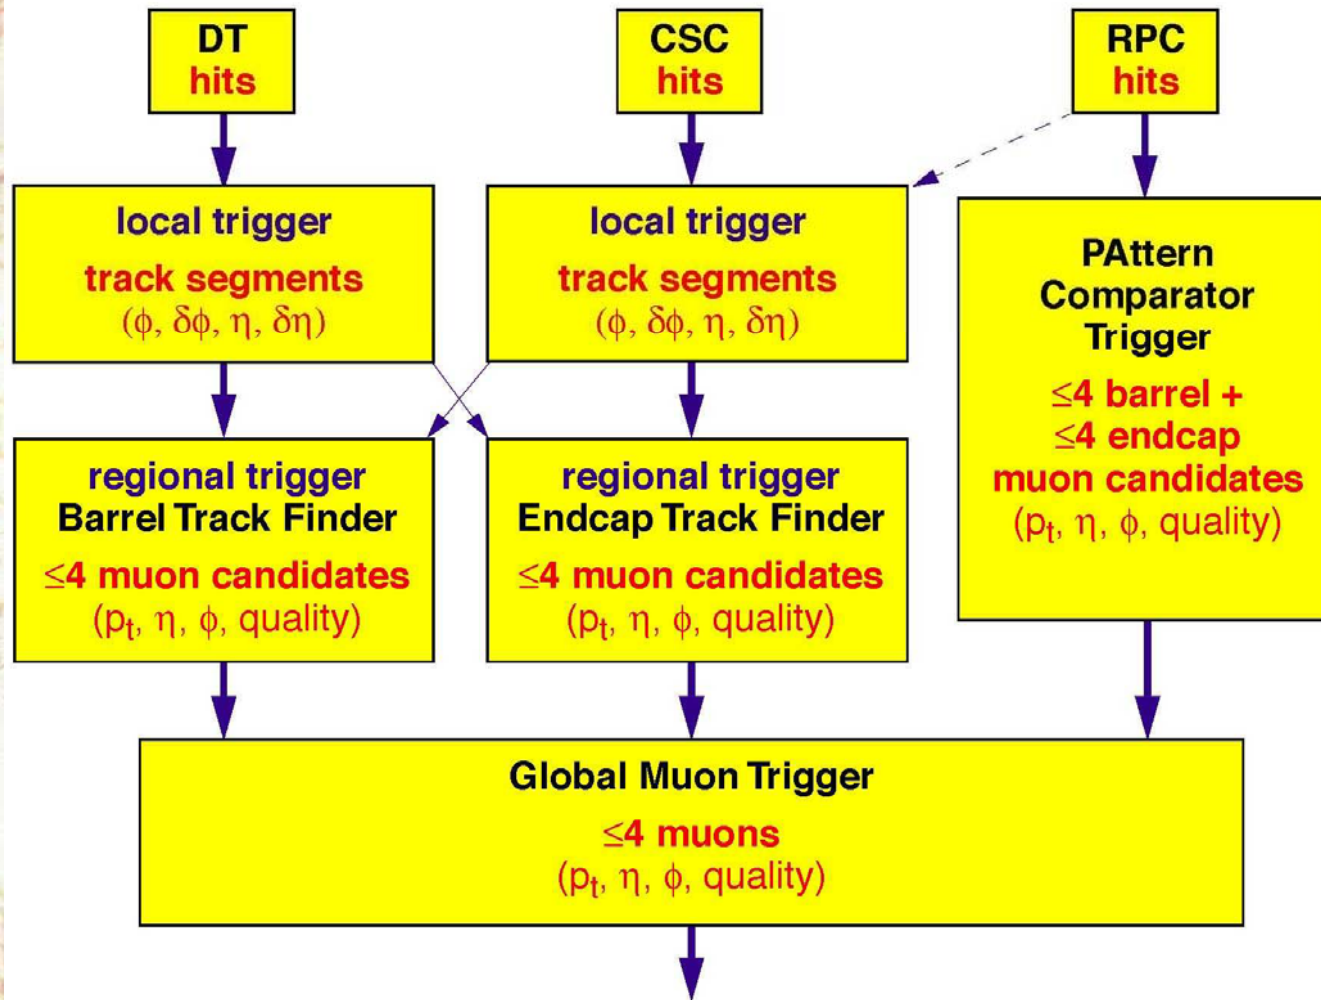 DT
hits
CSC
hits
RPC
hits
local trigger
track segments
(ϕ, δϕ, η, δη)
local trigger
track segments
(ϕ, δϕ, η, δη)
PAttern
Comparator
Trigger
≤4 barrel +
≤4 endcap
muon candidates
(pt, η, ϕ, quality)
regional trigger
Barrel Track Finder
≤4 muon candidates
(pt, η, ϕ, quality)
regional trigger
Endcap Track Finder
≤4 muon candidates
(pt, η, ϕ, quality)
Global Muon Trigger
≤4 muons
(pt, η, ϕ, quality)